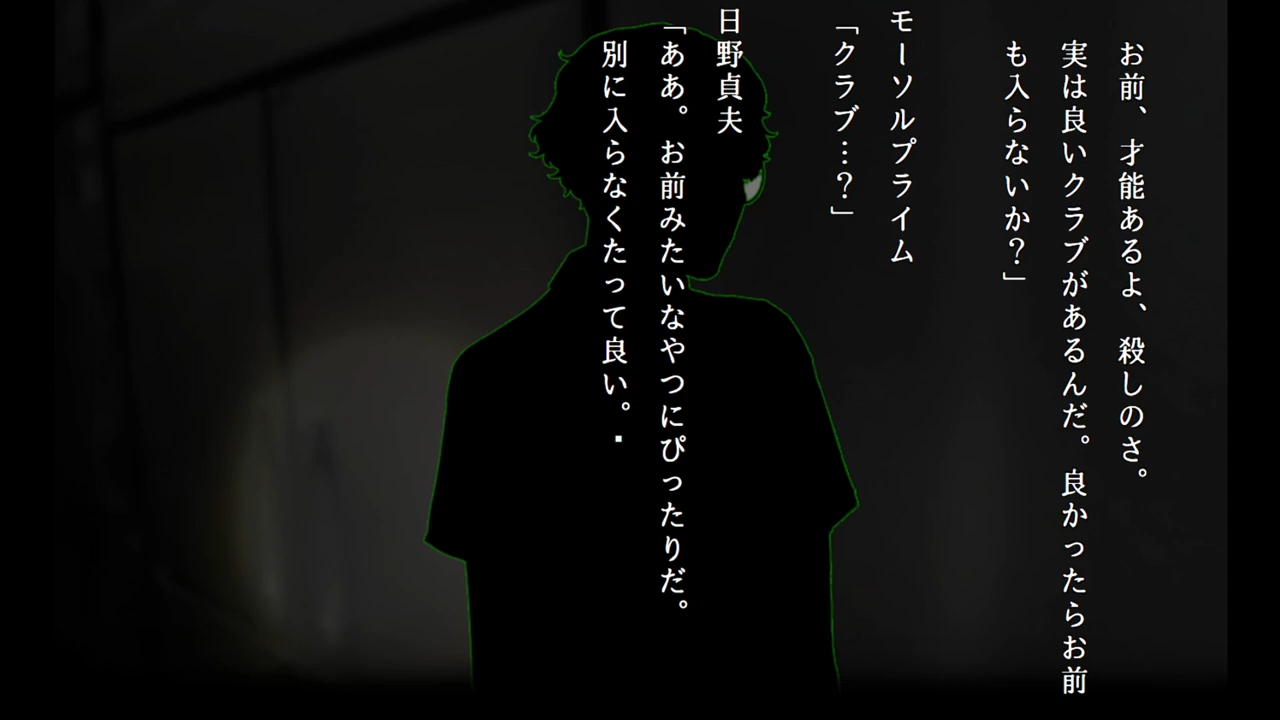 お前、才能あるよ、殺しのさ。
実は良いクラブがあるんだ。良かったらお前
も入らないか?」
モーソルプライム
「クラブ…?」
日野貞夫
「ああ。お前みたいなやつにぴったりだ。
別に入らなくたって良い。